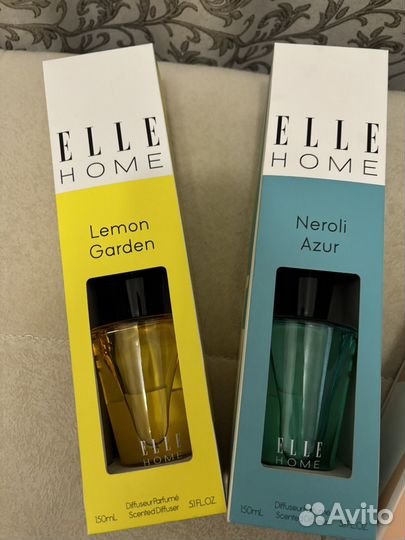 ELLE
HOME
Lemon
Garden
ELLE
HOME
150mL
Diffuseur Parfumé
Scented Diffuser
5.1 FL.OZ
ELLE
HOME
Neroli
Azur
ELLE
HOME
150mL
Diffuseur
Scented
Avito